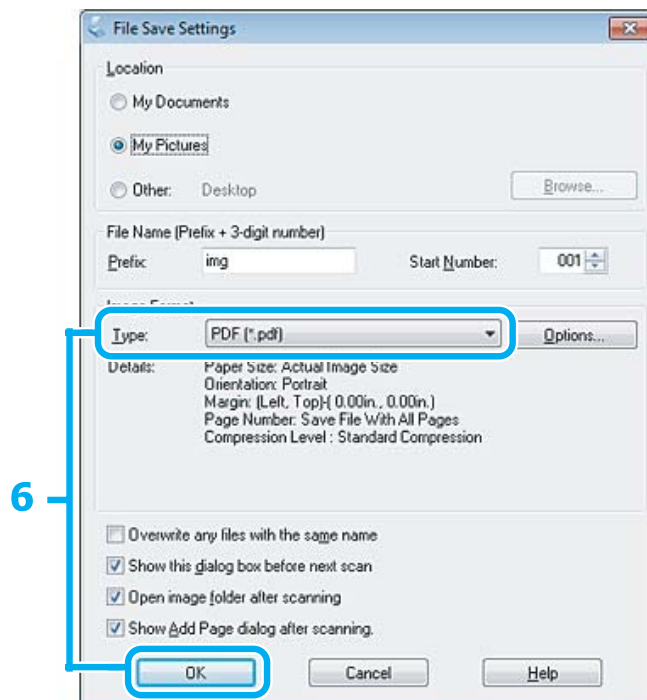 File Save Settings
Location
My Documents
My Pictures
Other: Desktop Browse...
File Name (Prefix + 3-digit number)
Prefix: img Start Number: 001
Image Format
Type: PDF (*.pdf) Options...
Details: Paper Size: Actual Image Size
Orientation: Portrait
Margin: (Left, Top)-( 0.00in., 0.00in.)
Page Number: Save File With All Pages
Compression Level : Standard Compression
6
Overwrite any files with the same name
Show this dialog box before next scan
Open image folder after scanning
Show Add Page dialog after scanning.
OK Cancel Help